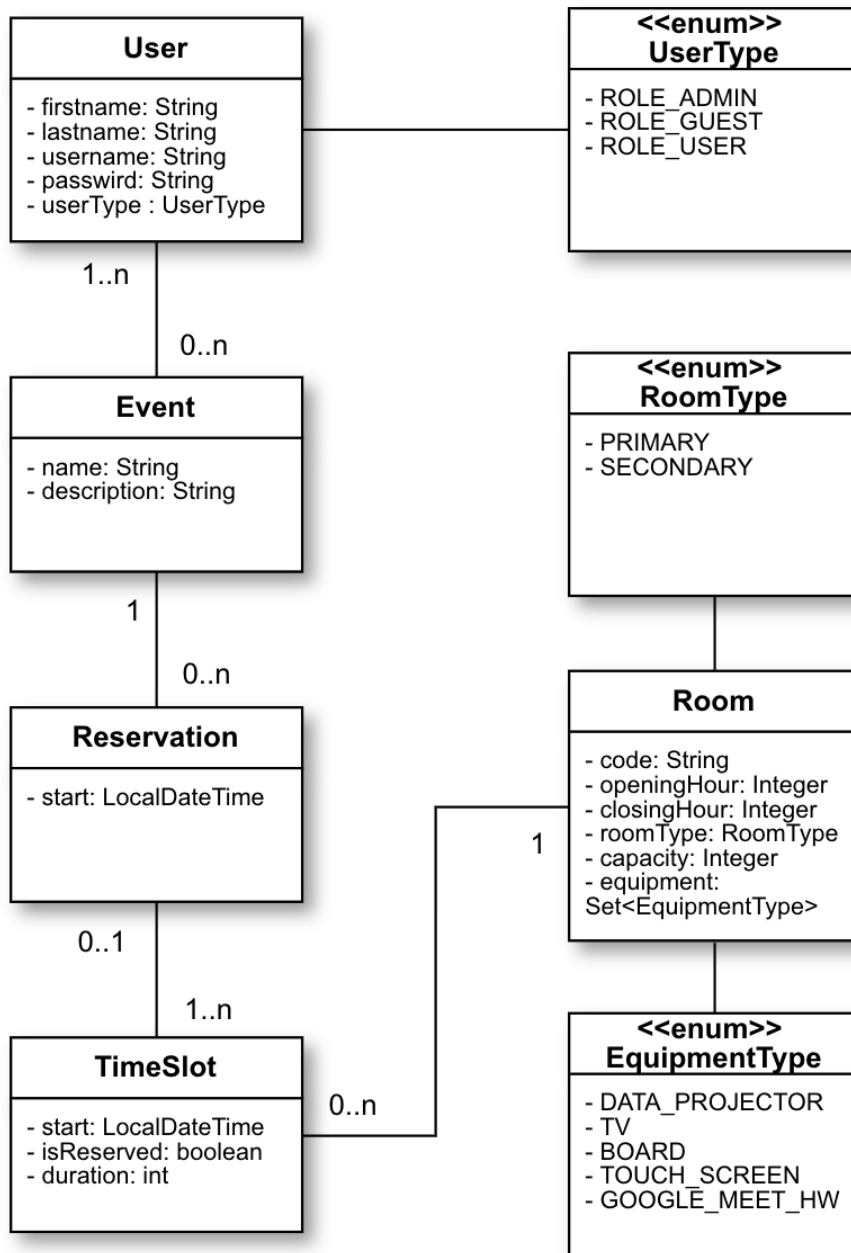 User
- firstname: String
- lastname: String
- username: String
- passwird: String
- userType : UserType
<<enum>>
UserType
- ROLE_ADMIN
- ROLE_GUEST
- ROLE_USER
1..n
0..n
Event
- name: String
- description: String
<<enum>>
RoomType
- PRIMARY
- SECONDARY
1
0..n
Reservation
- start: LocalDateTime
Room
- code: String
- openingHour: Integer
- closingHour: Integer
- roomType: RoomType
- capacity: Integer
- equipment:
Set<EquipmentType>
1
0..1
1..n
TimeSlot
- start: LocalDateTime
- isReserved: boolean
- duration: int
0..n
<<enum>>
EquipmentType
- DATA_PROJECTOR
- TV
- BOARD
- TOUCH_SCREEN
- GOOGLE_MEET_HW